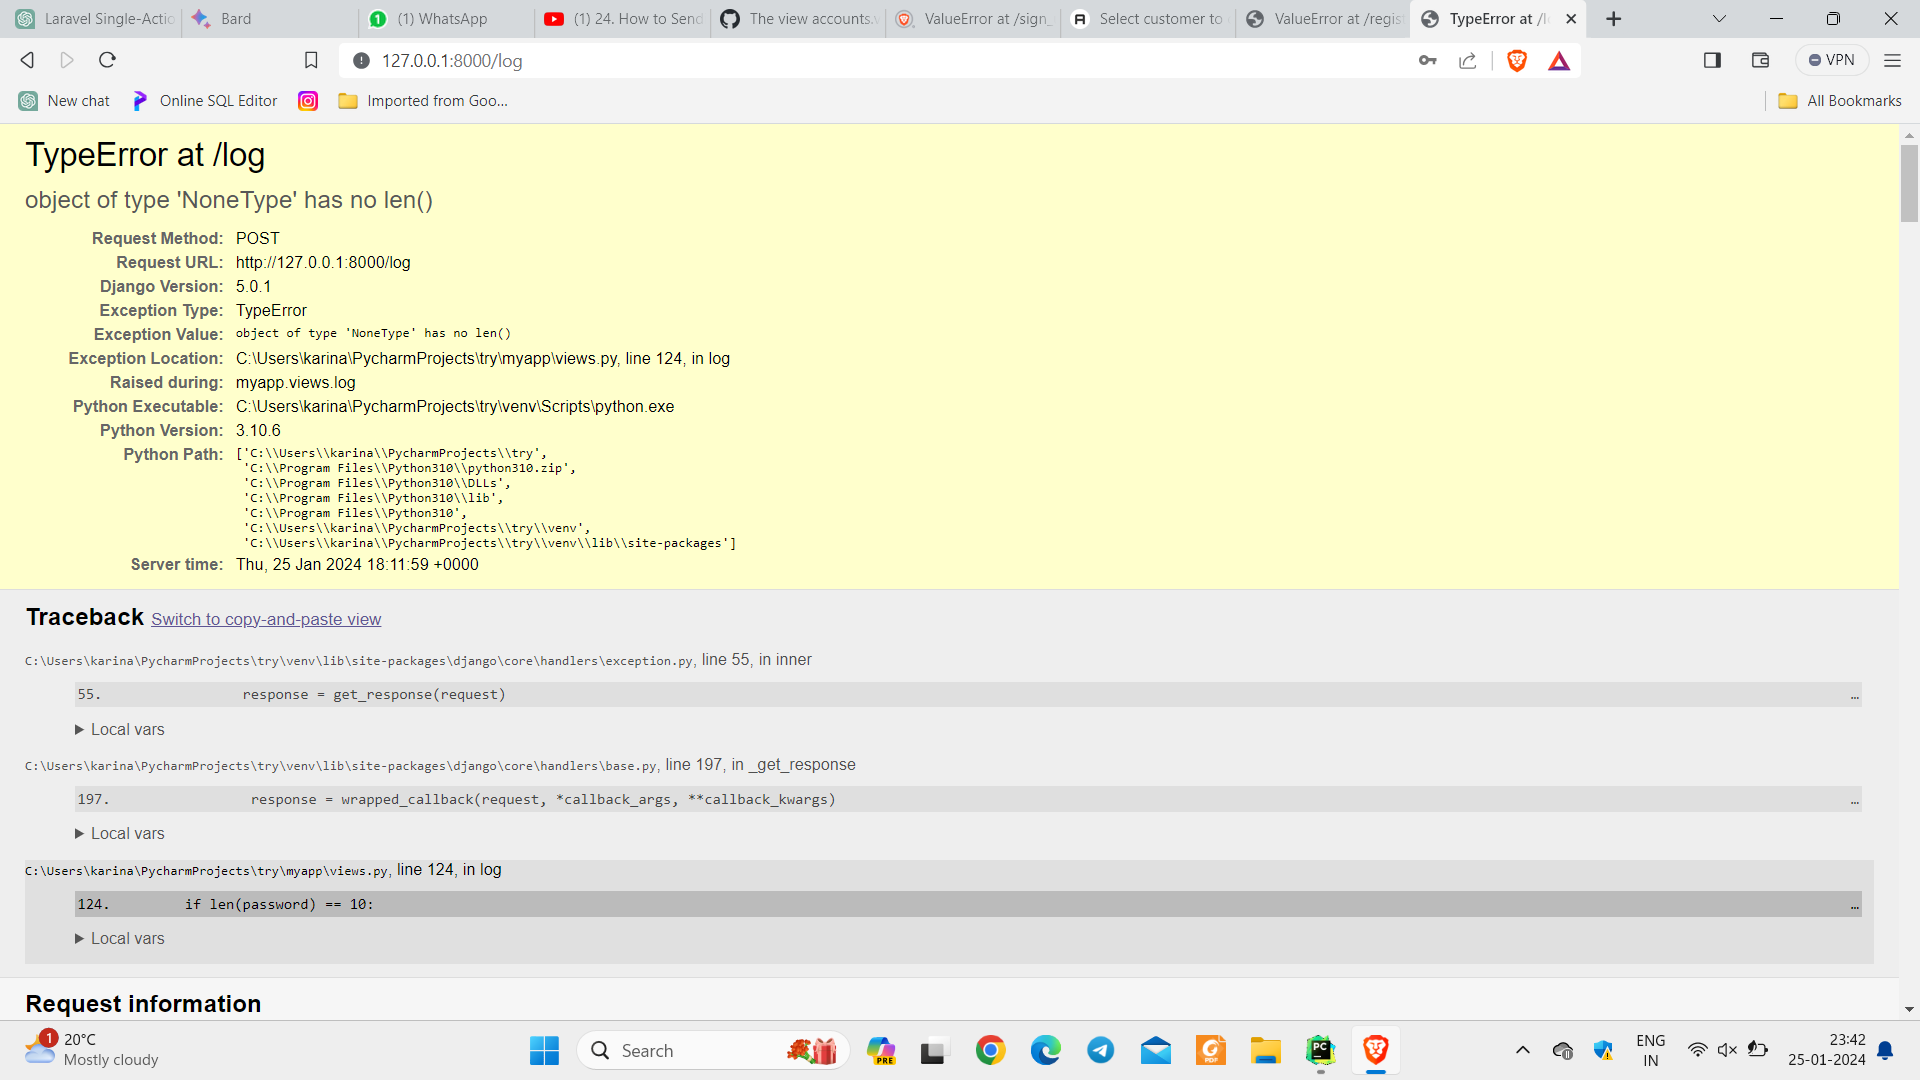 Laravel Single-Actio
Bard
(1) WhatsApp
(1) 24. How to Send
The view accounts.v
ValueError at /sign_
Select customer to
ValueError at /regist
TypeError at /l
127.0.0.1:8000/log
VPN
New chat
Online SQL Editor
Imported from Goo...
All Bookmarks
TypeError at /log
object of type 'NoneType' has no len()
Request Method: POST
Request URL: http://127.0.0.1:8000/log
Django Version: 5.0.1
Exception Type: TypeError
Exception Value: object of type 'NoneType' has no len()
Exception Location: C:\Users\karina\PycharmProjects\try\myapp\views.py, line 124, in log
Raised during: myapp.views.log
Python Executable: C:\Users\karina\PycharmProjects\try\venv\Scripts\python.exe
Python Version: 3.10.6
Python Path: ['C:\\Users\\karina\\PycharmProjects\\try',
'C:\\Program Files\\Python310\\python310.zip',
'C:\\Program Files\\Python310\\DLLs',
'C:\\Program Files\\Python310\\lib',
'C:\\Program Files\\Python310',
'C:\\Users\\karina\\PycharmProjects\\try\\venv',
'C:\\Users\\karina\\PycharmProjects\\try\\venv\\lib\\site-packages']
Server time: Thu, 25 Jan 2024 18:11:59 +0000
Traceback Switch to copy-and-paste view
C:\Users\karina\PycharmProjects\try\venv\lib\site-packages\django\core\handlers\exception.py, line 55, in inner
55. response = get_response(request) …
Local vars
C:\Users\karina\PycharmProjects\try\venv\lib\site-packages\django\core\handlers\base.py, line 197, in _get_response
197. response = wrapped_callback(request, *callback_args, **callback_kwargs) …
Local vars
C:\Users\karina\PycharmProjects\try\myapp\views.py, line 124, in log
124. if len(password) == 10: …
Local vars
Request information
1
20°C
Mostly cloudy
Search
PRE
PDF
PC
ENG
IN
23:42
25-01-2024